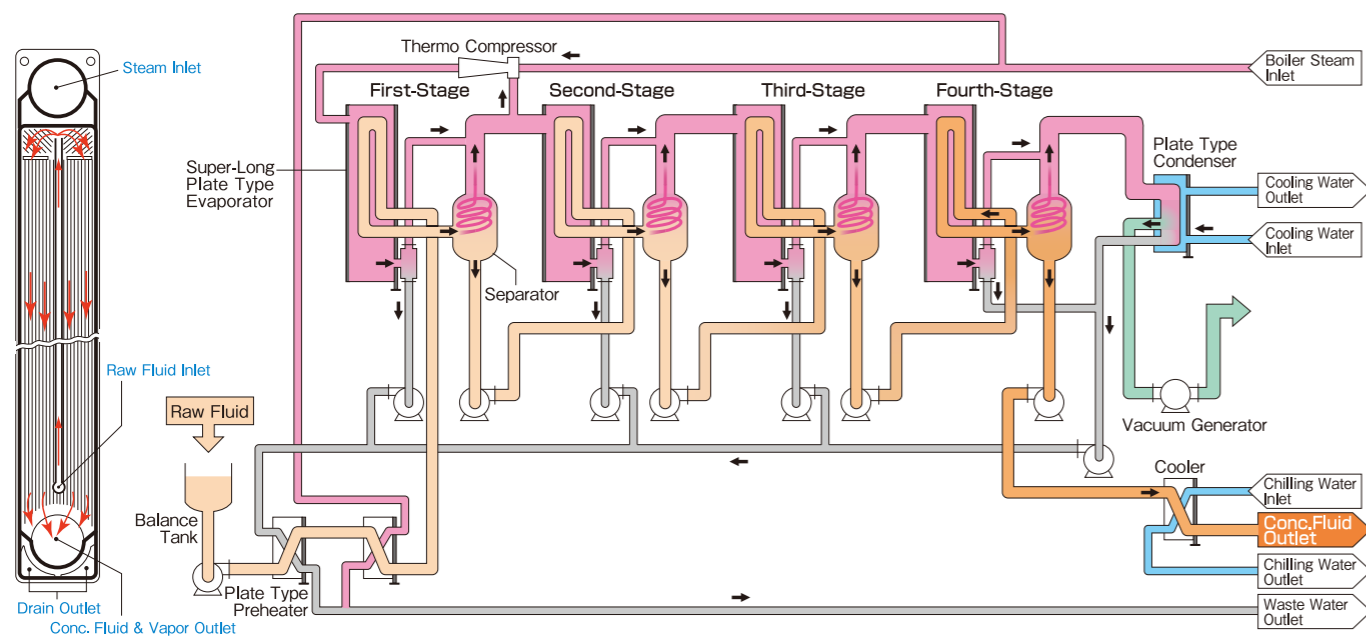 Steam Inlet
Raw Fluid Inlet
Drain Outlet
Conc. Fluid & Vapor Outlet
Thermo Compressor
Boiler Steam
Inlet
First-Stage
Second-Stage
Third-Stage
Fourth-Stage
Super-Long
Plate Type
Evaporator
Plate Type
Condenser
Cooling Water
Outlet
Cooling Water
Inlet
Separator
Raw Fluid
Vacuum Generator
Balance
Tank
Plate Type
Preheater
Cooler
Chilling Water
Inlet
Conc.Fluid
Outlet
Chilling Water
Outlet
Waste Water
Outlet